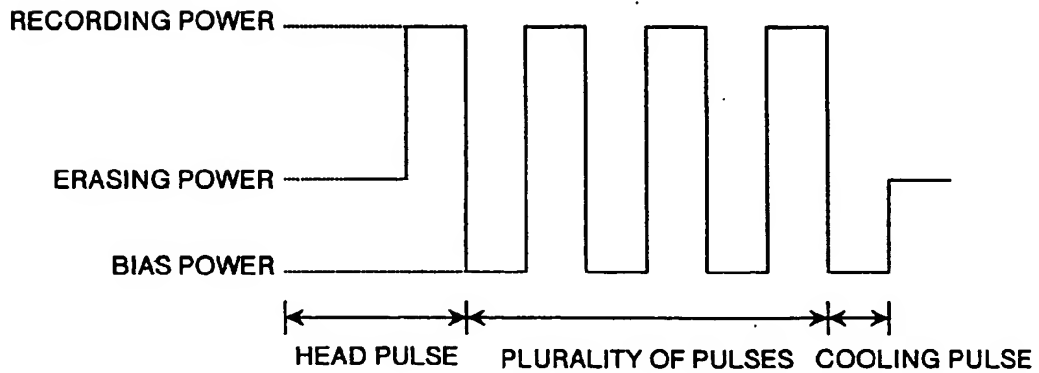 RECORDING POWER
ERASING POWER
BIAS POWER
HEAD PULSE PLURALITY OF PULSES COOLING PULSE